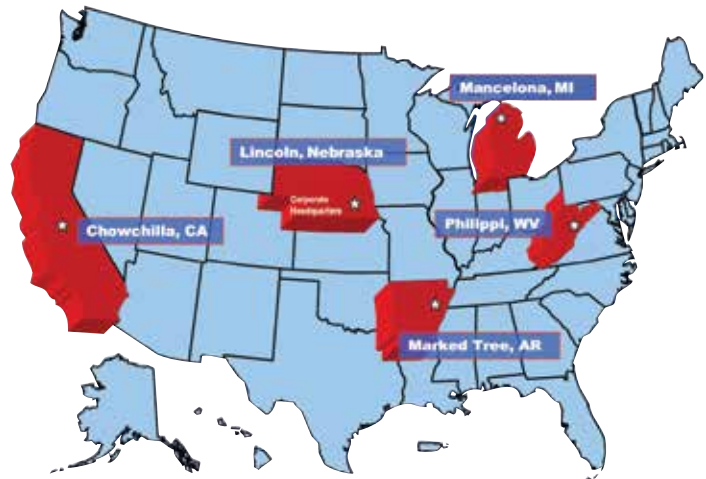 Mancelona, MI
Lincoln, Nebraska
Corporate
Headquarters
Chowchilla, CA
Philippi, WV
Marked Tree, AR